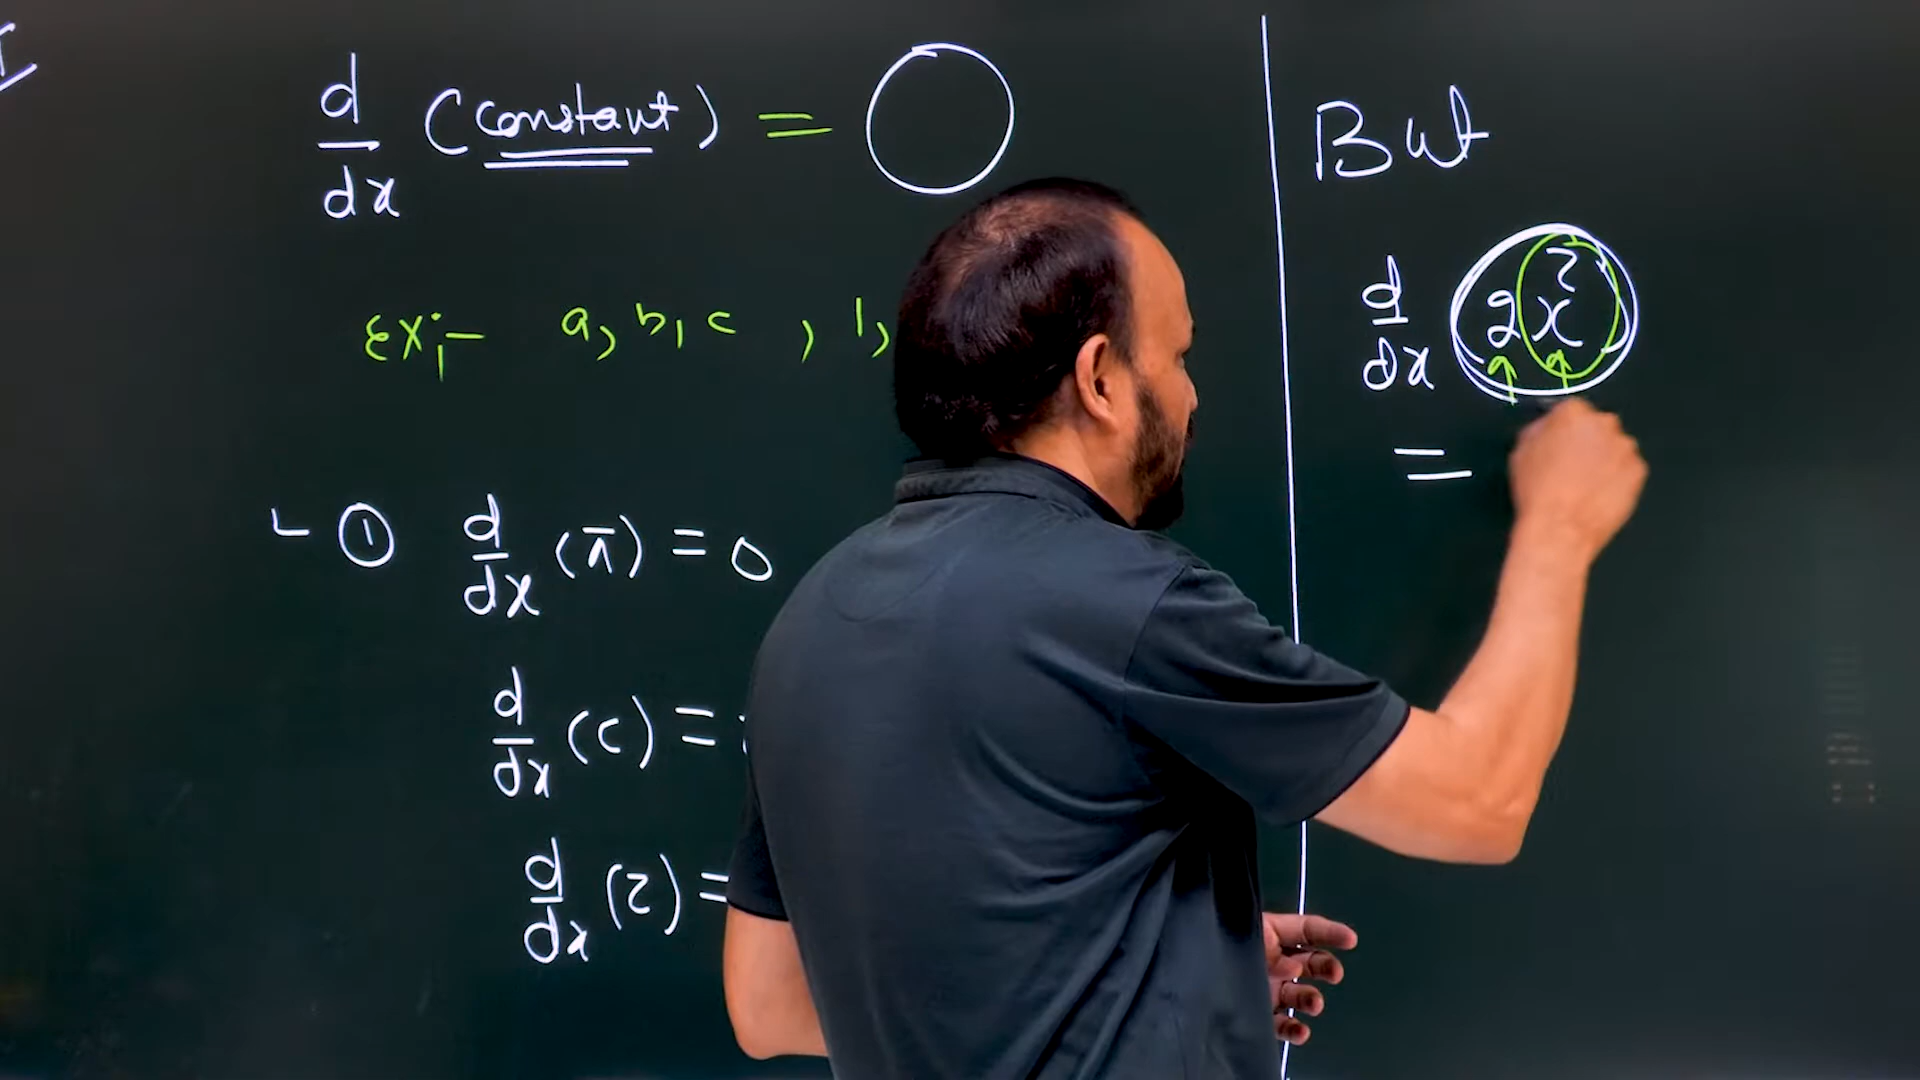 d/dx (constant) = 0
Ex:- a, b, c , 1,
① d/dx (π) = 0
d/dx (c) =
d/dx (2) =
But
d/dx 2x²
=